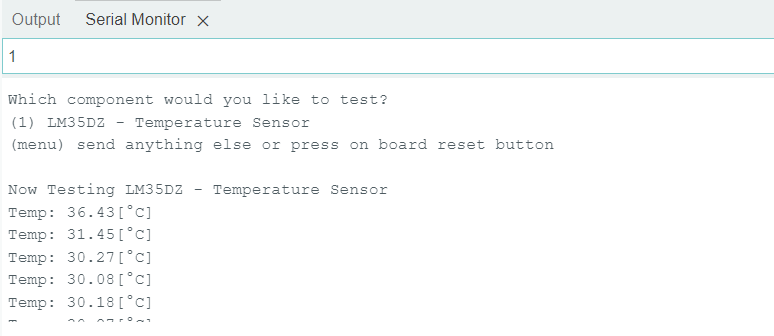 Output Serial Monitor ×
1
Which component would you like to test?
(1) LM35DZ - Temperature Sensor
(menu) send anything else or press on board reset button
Now Testing LM35DZ - Temperature Sensor
Temp: 36.43[°C]
Temp: 31.45[°C]
Temp: 30.27[°C]
Temp: 30.08[°C]
Temp: 30.18[°C]